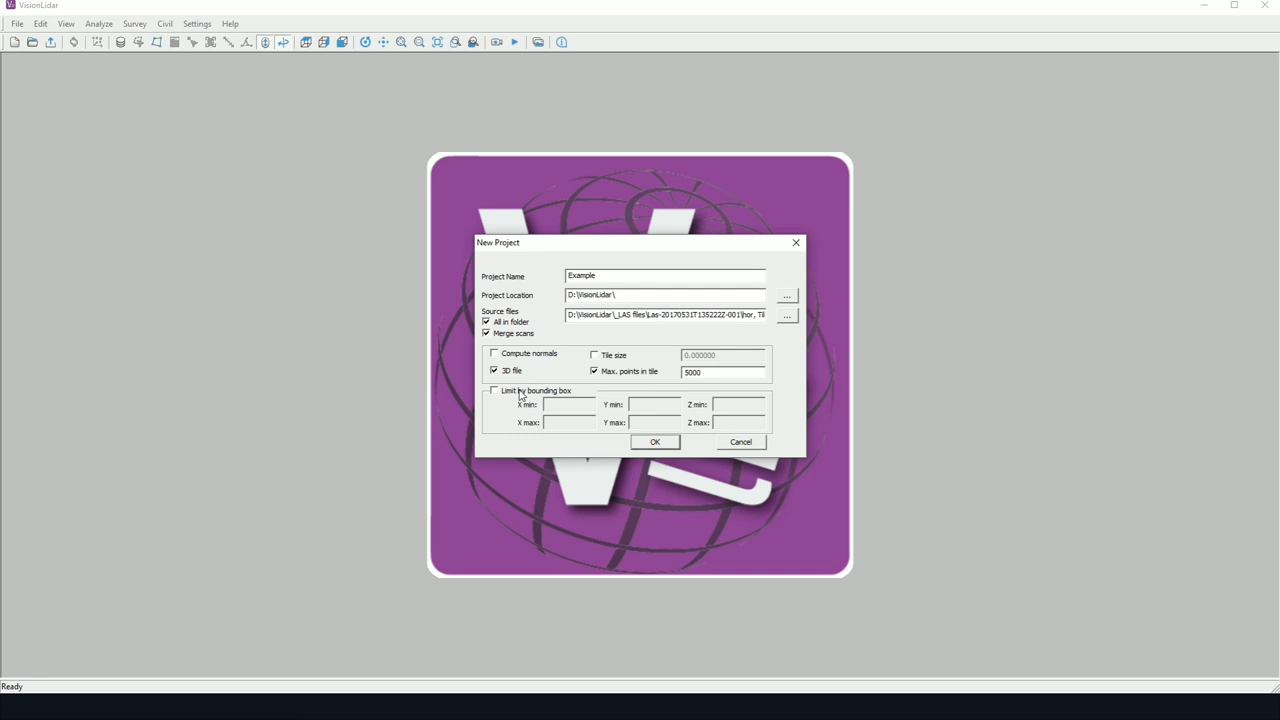 VisionLidar
File Edit View Analyze Survey Civil Settings Help
New Project
Project Name Example
Project Location D:\VisionLidar\ ...
Source files D:\VisionLidar\_LAS files\Las-20170531T135222Z-001\hor, Til ...
All in folder
Merge scans
Compute normals Tile size 0.000000
3D file Max. points in tile 5000
Limit by bounding box
X min: Y min: Z min:
X max: Y max: Z max:
OK Cancel
Ready